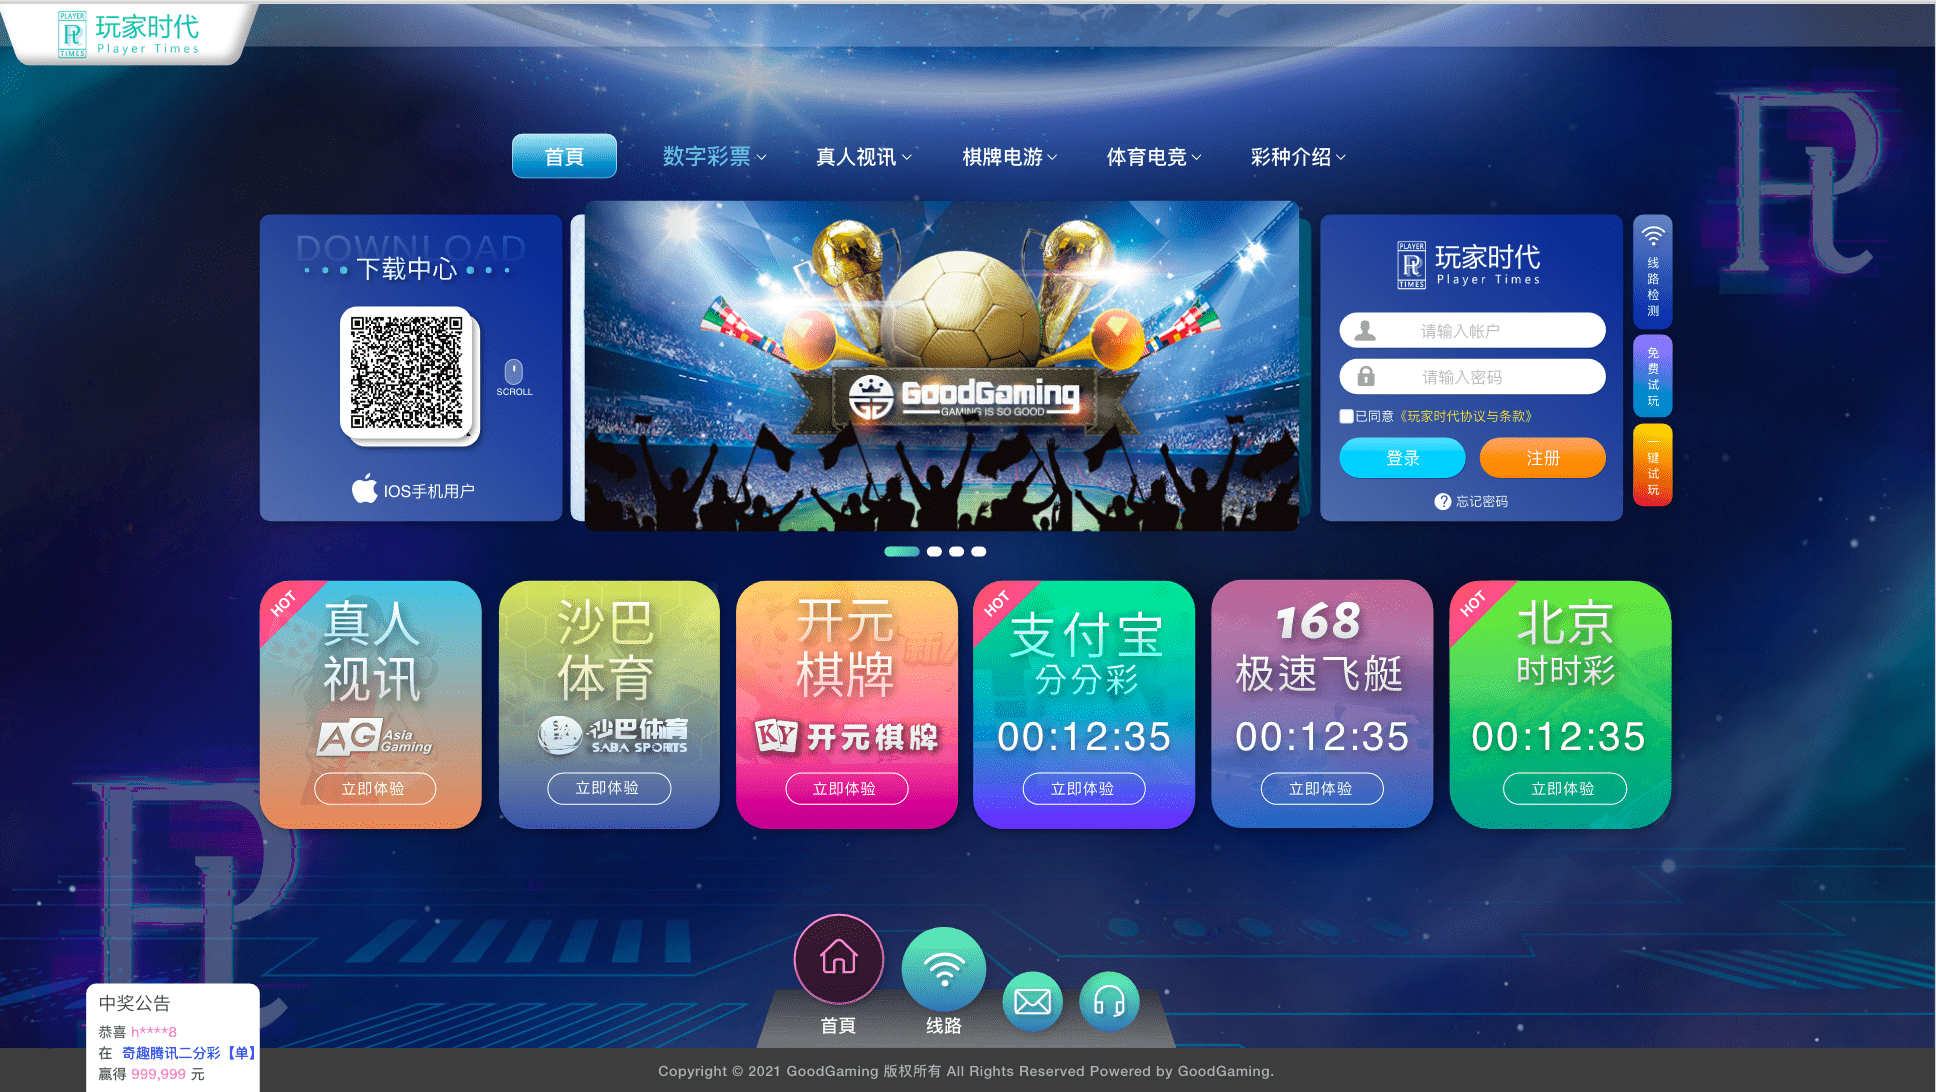 PLAYER
TIMES
玩家时代
Player Times
首頁
数字彩票
真人视讯
棋牌电游
体育电竞
彩种介绍
DOWNLOAD
下载中心
SCROLL
IOS手机用户
GoodGaming
GAMING IS SO GOOD
PLAYER
TIMES
玩家时代
Player Times
请输入帐户
请输入密码
已同意《玩家时代协议与条款》
登录
注册
? 忘记密码
线路检测
免费试玩
一键试玩
HOT
真人
视讯
AG Asia
Gaming
立即体验
沙巴
体育
沙巴体育
SABA SPORTS
立即体验
开元
棋牌
KY 开元棋牌
立即体验
HOT
支付宝
分分彩
00:12:35
立即体验
168
极速飞艇
00:12:35
立即体验
HOT
北京
时时彩
00:12:35
立即体验
首頁
线路
中奖公告
恭喜 h****8
在 奇趣腾讯二分彩【单】
赢得 999,999 元
Copyright © 2021 GoodGaming 版权所有 All Rights Reserved Powered by GoodGaming.